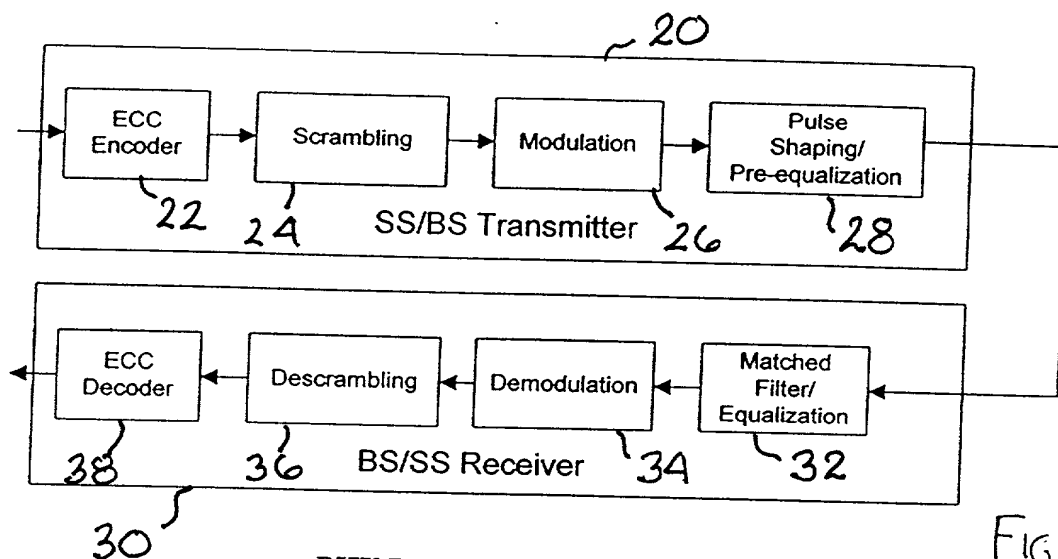 20
ECC
Encoder
Scrambling
Modulation
Pulse
Shaping/
Pre-equalization
22
24
SS/BS Transmitter
26
28
ECC
Decoder
Descrambling
Demodulation
Matched
Filter/
Equalization
38
36
BS/SS Receiver
34
32
30
FIG